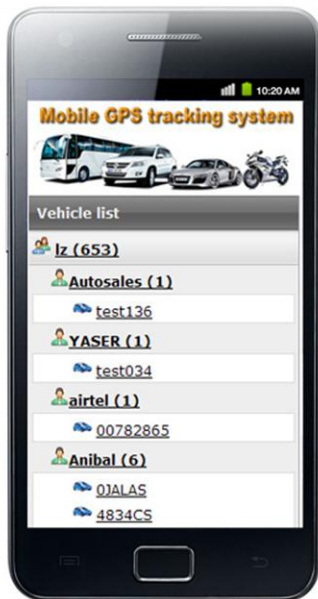 10:20 AM
Mobile GPS tracking system
Vehicle list
lz (653)
Autosales (1)
test136
YASER (1)
test034
airtel (1)
00782865
Anibal (6)
0JALAS
4834CS